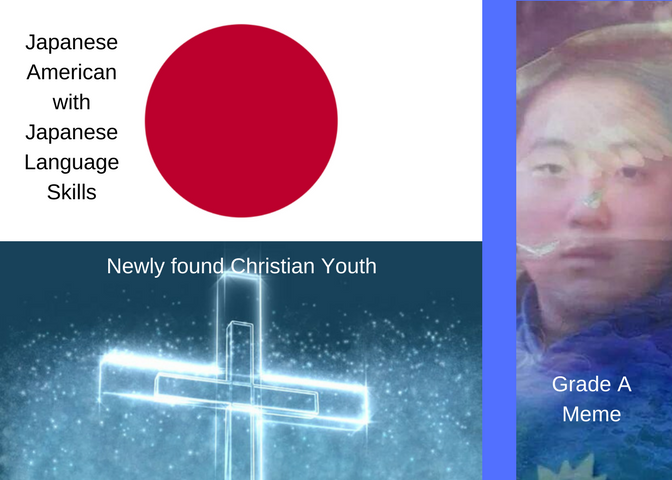 Japanese
American
with
Japanese
Language
Skills
Newly found Christian Youth
Grade A
Meme